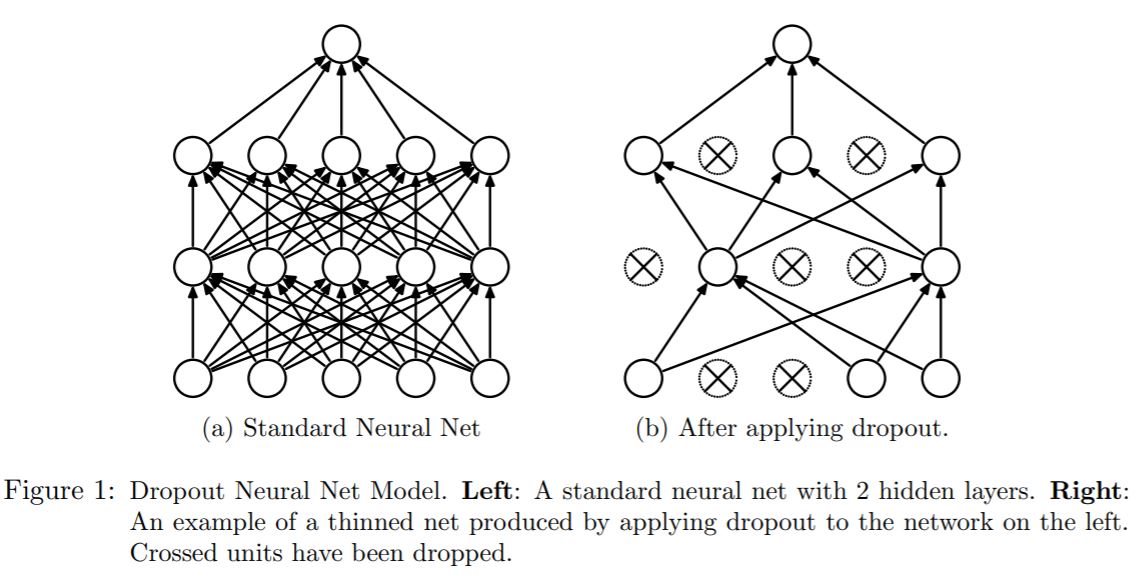 (a) Standard Neural Net
(b) After applying dropout.
Figure 1: Dropout Neural Net Model. Left: A standard neural net with 2 hidden layers. Right:
An example of a thinned net produced by applying dropout to the network on the left.
Crossed units have been dropped.